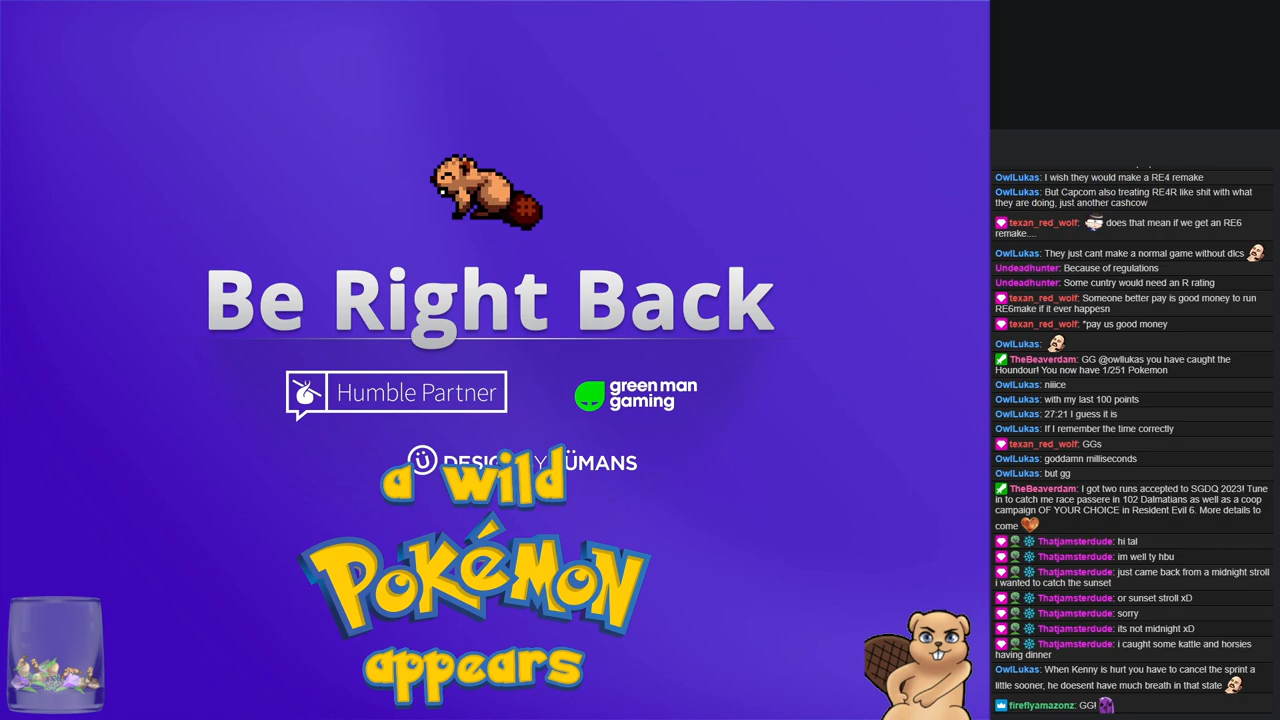 Be Right Back
Humble Partner
green man
gaming
DESIGN BY HÜMANS
a wild
POKéMON
appears
OwlLukas: I wish they would make a RE4 remake
OwlLukas: But Capcom also treating RE4R like shit with what
they are doing, just another cashcow
texan_red_wolf: does that mean if we get an RE6
remake....
OwlLukas: They just cant make a normal game without dlcs
Undeadhunter: Because of regulations
Undeadhunter: Some cuntry would need an R rating
texan_red_wolf: Someone better pay is good money to run
RE6make if it ever happesn
texan_red_wolf: *pay us good money
OwlLukas:
TheBeaverdam: GG @owllukas you have caught the
Houndour! You now have 1/251 Pokemon
OwlLukas: niiice
OwlLukas: with my last 100 points
OwlLukas: 27:21 I guess it is
OwlLukas: If I remember the time correctly
texan_red_wolf: GGs
OwlLukas: goddamn milliseconds
OwlLukas: but gg
TheBeaverdam: I got two runs accepted to SGDQ 2023! Tune
in to catch me race passere in 102 Dalmatians as well as a coop
campaign OF YOUR CHOICE in Resident Evil 6. More details to
come
Thatjamsterdude: hi tal
Thatjamsterdude: im well ty hbu
Thatjamsterdude: just came back from a midnight stroll
i wanted to catch the sunset
Thatjamsterdude: or sunset stroll xD
Thatjamsterdude: sorry
Thatjamsterdude: its not midnight xD
Thatjamsterdude: i caught some kattle and horsies
having dinner
OwlLukas: When Kenny is hurt you have to cancel the sprint a
little sooner, he doesent have much breath in that state
fireflyamazonz: GG!